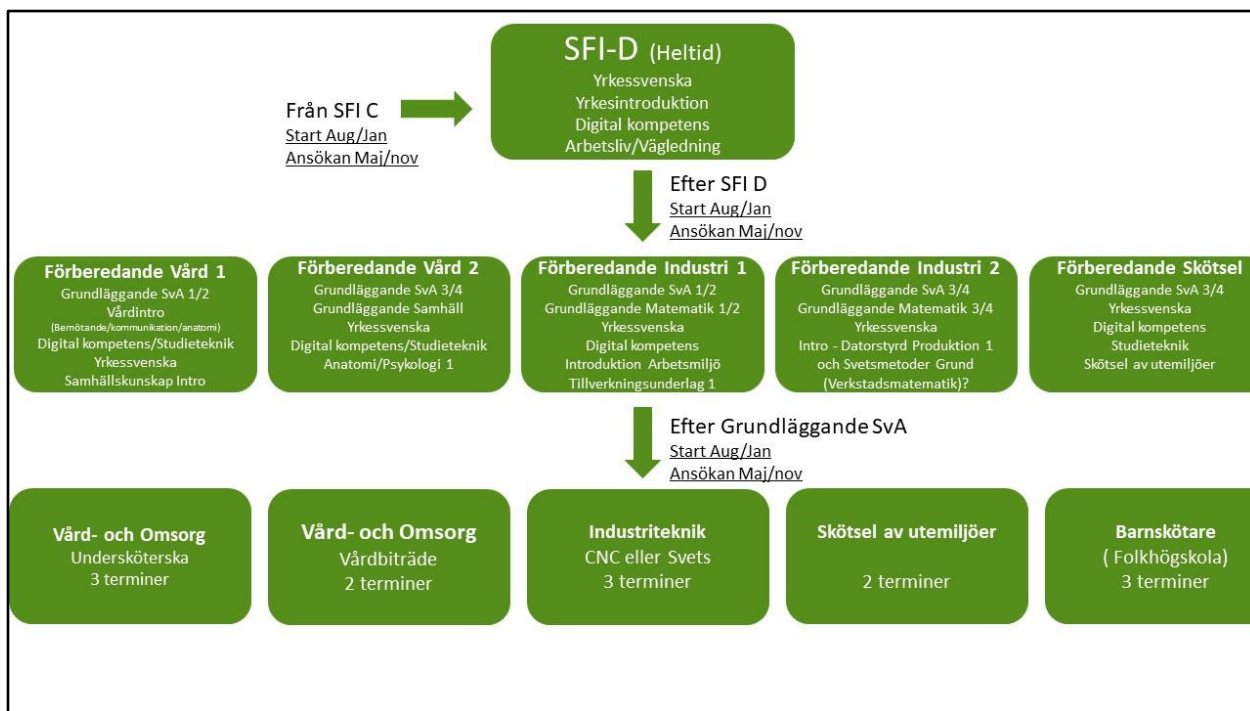 SFI-D (Heltid)
Yrkessvenska
Yrkesintroduktion
Digital kompetens
Arbetsliv/Vägledning
Från SFI C
Start Aug/Jan
Ansökan Maj/nov
Efter SFI D
Start Aug/Jan
Ansökan Maj/nov
Förberedande Vård 1
Grundläggande SvA 1/2
Vårdintro
(Bemötande/kommunikation/anatomi)
Digital kompetens/Studieteknik
Yrkessvenska
Samhällskunskap Intro
Förberedande Vård 2
Grundläggande SvA 3/4
Grundläggande Samhäll
Yrkessvenska
Digital kompetens/Studieteknik
Anatomi/Psykologi 1
Förberedande Industri 1
Grundläggande SvA 1/2
Grundläggande Matematik 1/2
Yrkessvenska
Digital kompetens
Introduktion Arbetsmiljö
Tillverkningsunderlag 1
Förberedande Industri 2
Grundläggande SvA 3/4
Grundläggande Matematik 3/4
Yrkessvenska
Intro - Datorstyrd Produktion 1
och Svetsmetoder Grund
(Verkstadsmatematik)?
Förberedande Skötsel
Grundläggande SvA 3/4
Yrkessvenska
Digital kompetens
Studieteknik
Skötsel av utemiljöer
Efter Grundläggande SvA
Start Aug/Jan
Ansökan Maj/nov
Vård- och Omsorg
Undersköterska
3 terminer
Vård- och Omsorg
Vårdbiträde
2 terminer
Industriteknik
CNC eller Svets
3 terminer
Skötsel av utemiljöer
2 terminer
Barnskötare
( Folkhögskola)
3 terminer